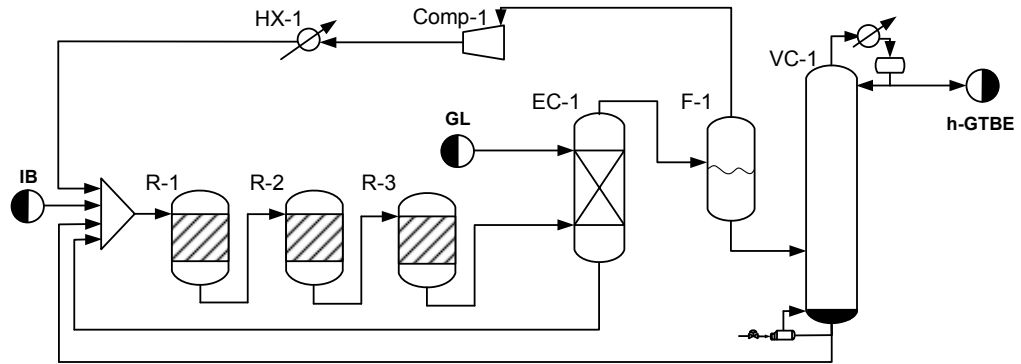 HX-1
Comp-1
VC-1
EC-1
F-1
GL
h-GTBE
IB
R-1
R-2
R-3